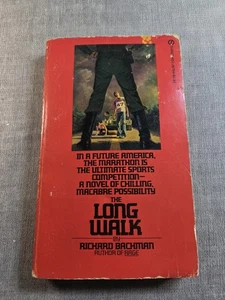 IN A FUTURE AMERICA,
THE MARATHON IS
THE ULTIMATE SPORTS
COMPETITION—
A NOVEL OF CHILLING,
MACABRE POSSIBILITY
THE
LONG
WALK
BY
RICHARD BACHMAN
AUTHOR OF RAGE